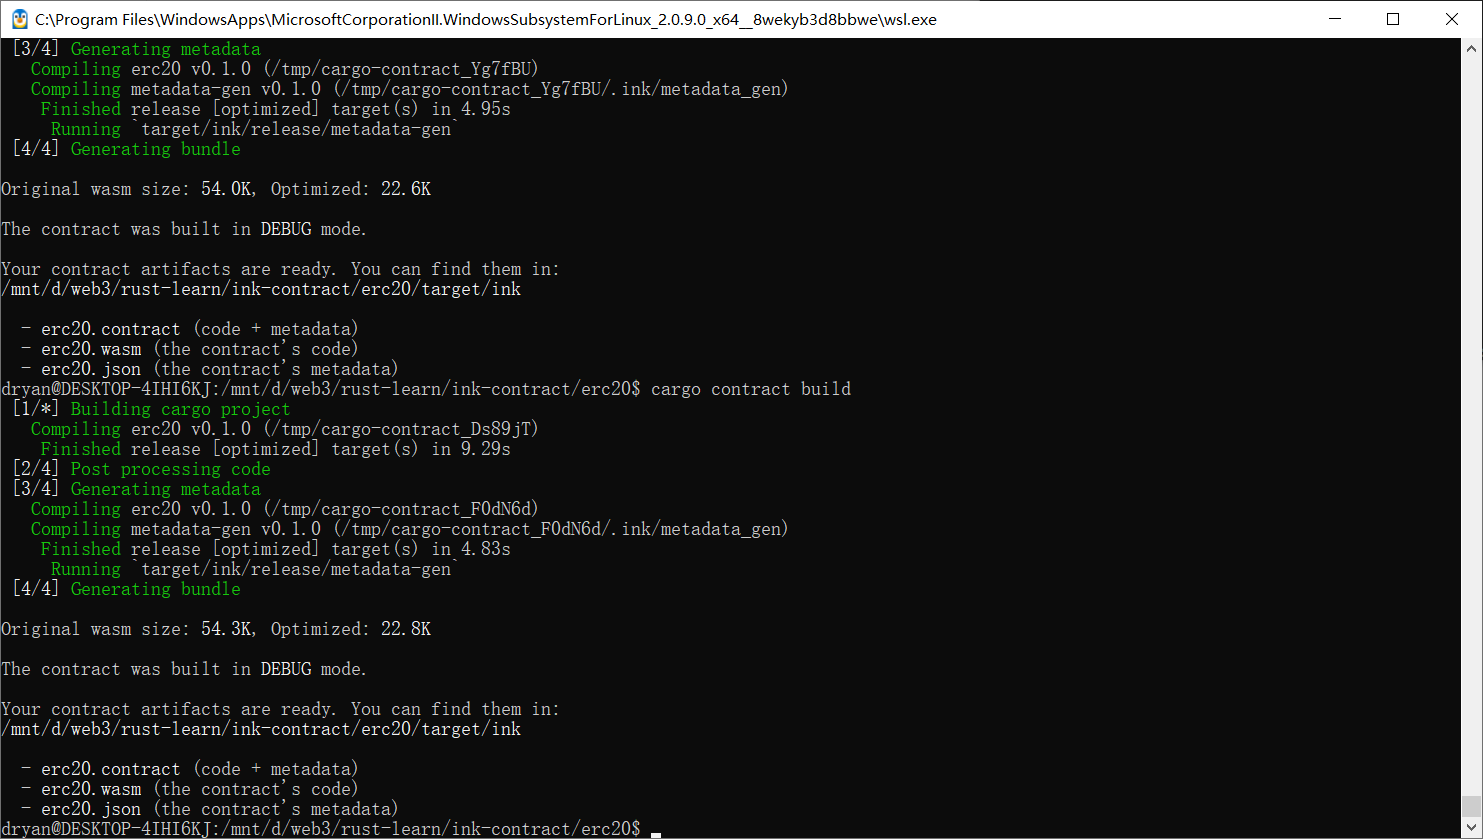 C:\Program Files\WindowsApps\MicrosoftCorporationII.WindowsSubsystemForLinux_2.0.9.0_x64__8wekyb3d8bbwe\wsl.exe
[3/4] Generating metadata
Compiling erc20 v0.1.0 (/tmp/cargo-contract_Yg7fBU)
Compiling metadata-gen v0.1.0 (/tmp/cargo-contract_Yg7fBU/.ink/metadata_gen)
Finished release [optimized] target(s) in 4.95s
Running `target/ink/release/metadata-gen`
[4/4] Generating bundle
Original wasm size: 54.0K, Optimized: 22.6K
The contract was built in DEBUG mode.
Your contract artifacts are ready. You can find them in:
/mnt/d/web3/rust-learn/ink-contract/erc20/target/ink
- erc20.contract (code + metadata)
- erc20.wasm (the contract's code)
- erc20.json (the contract's metadata)
dryan@DESKTOP-4IHI6KJ:/mnt/d/web3/rust-learn/ink-contract/erc20$ cargo contract build
[1/*] Building cargo project
Compiling erc20 v0.1.0 (/tmp/cargo-contract_Ds89jT)
Finished release [optimized] target(s) in 9.29s
[2/4] Post processing code
[3/4] Generating metadata
Compiling erc20 v0.1.0 (/tmp/cargo-contract_F0dN6d)
Compiling metadata-gen v0.1.0 (/tmp/cargo-contract_F0dN6d/.ink/metadata_gen)
Finished release [optimized] target(s) in 4.83s
Running `target/ink/release/metadata-gen`
[4/4] Generating bundle
Original wasm size: 54.3K, Optimized: 22.8K
The contract was built in DEBUG mode.
Your contract artifacts are ready. You can find them in:
/mnt/d/web3/rust-learn/ink-contract/erc20/target/ink
- erc20.contract (code + metadata)
- erc20.wasm (the contract's code)
- erc20.json (the contract's metadata)
dryan@DESKTOP-4IHI6KJ:/mnt/d/web3/rust-learn/ink-contract/erc20$